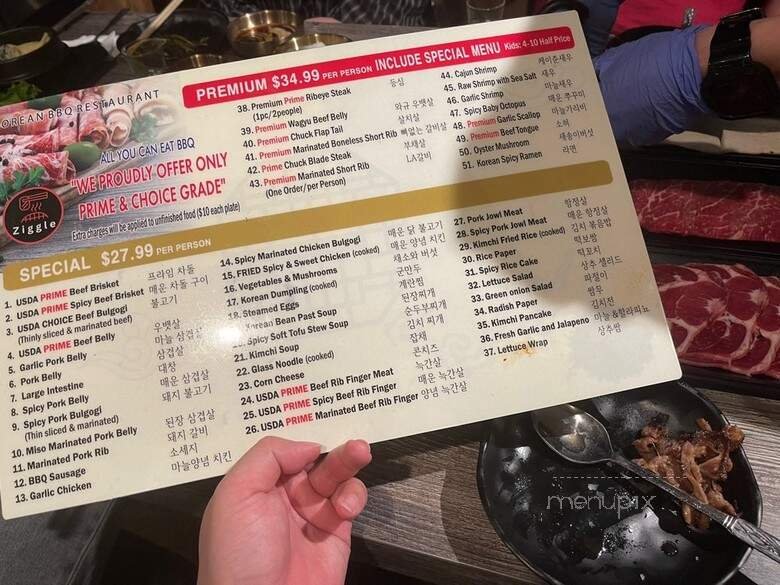 OREAN BBQ RESTAURANT
ALL YOU CAN EAT BBQ
"WE PROUDLY OFFER ONLY
PRIME & CHOICE GRADE"
Extra charges will be applied to unfinished food ($10 each plate)
Ziggle
PREMIUM $34.99 PER PERSON INCLUDE SPECIAL MENU Kids: 4-10 Half Price
38. Premium Prime Ribeye Steak 등심
(1pc/2people)
39. Premium Wagyu Beef Belly 와규 우뱃살
40. Premium Chuck Flap Tail 살치살
41. Premium Marinated Boneless Short Rib 뼈없는 갈비살
42. Prime Chuck Blade Steak 부채살
43. Premium Marinated Short Rib LA갈비
(One Order/per Person)
44. Cajun Shrimp 케이준새우
45. Raw Shrimp with Sea Salt 새우
46. Garlic Shrimp 마늘새우
47. Spicy Baby Octopus 매운 쭈꾸미
48. Premium Garlic Scallop 마늘가리비
49. Premium Beef Tongue 소혀
50. Oyster Mushroom 새송이버섯
51. Korean Spicy Ramen 라면
SPECIAL $27.99 PER PERSON
1. USDA PRIME Beef Brisket 프라임 차돌
2. USDA PRIME Spicy Beef Brisket 매운 차돌 구이
3. USDA CHOICE Beef Bulgogi 불고기
(Thinly sliced & marinated beef)
4. USDA PRIME Beef Belly 우뱃살
5. Garlic Pork Belly 마늘 삼겹살
6. Pork Belly 삼겹살
7. Large Intestine 대창
8. Spicy Pork Belly 매운 삼겹살
9. Spicy Pork Bulgogi 돼지 불고기
(Thin sliced & marinated)
10. Miso Marinated Pork Belly 된장 삼겹살
11. Marinated Pork Rib 돼지 갈비
12. BBQ Sausage 소세지
13. Garlic Chicken 마늘양념 치킨
14. Spicy Marinated Chicken Bulgogi 매운 닭 불고기
15. FRIED Spicy & Sweet Chicken (cooked) 매운 양념 치킨
16. Vegetables & Mushrooms 채소와 버섯
17. Korean Dumpling (cooked) 군만두
18. Steamed Eggs 계란찜
Korean Bean Past Soup 된장찌개
Spicy Soft Tofu Stew Soup 순두부찌개
21. Kimchi Soup 김치 찌개
22. Glass Noodle (cooked) 잡채
23. Corn Cheese 콘치즈
24. USDA PRIME Beef Rib Finger Meat 늑간살
25. USDA PRIME Spicy Beef Rib Finger 매운 늑간살
26. USDA PRIME Marinated Beef Rib Finger 양념 늑간살
27. Pork Jowl Meat 항정살
28. Spicy Pork Jowl Meat 매운 항정살
29. Kimchi Fried Rice (cooked) 김치 볶음밥
30. Rice Paper 떡보쌈
31. Spicy Rice Cake 떡꼬치
32. Lettuce Salad 상추 샐러드
33. Green onion Salad 파절이
34. Radish Paper 쌈무
35. Kimchi Pancake 김치전
36. Fresh Garlic and Jalapeno 마늘&할라피뇨
37. Lettuce Wrap 상추쌈
menupix